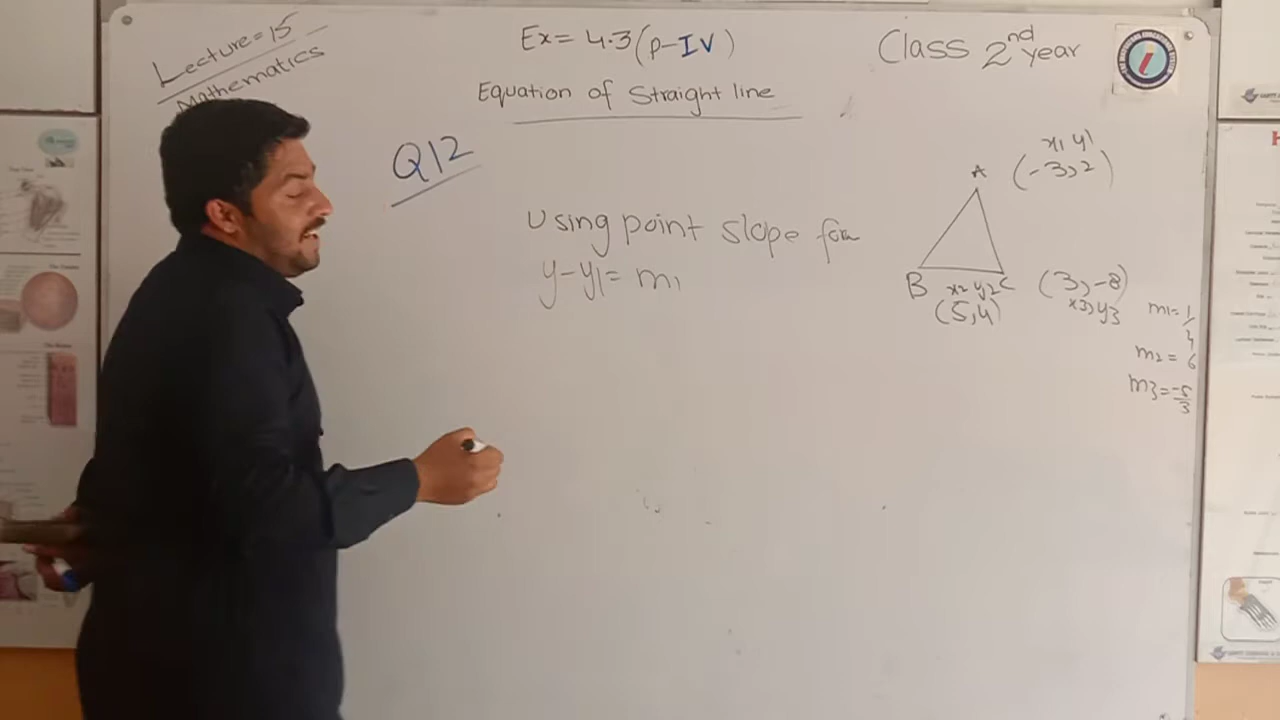 Lecture=15
Mathematics
Ex= 4.3(P-IV)
Class 2nd year
Equation of Straight line
Q12
x1 y1
A (-3,2)
Using point slope form
y-y1= m1
B x2 y2 C (3,-8)
(5,4) x3,y3
m1= 1/4
m2 = 6
m3=-5/3